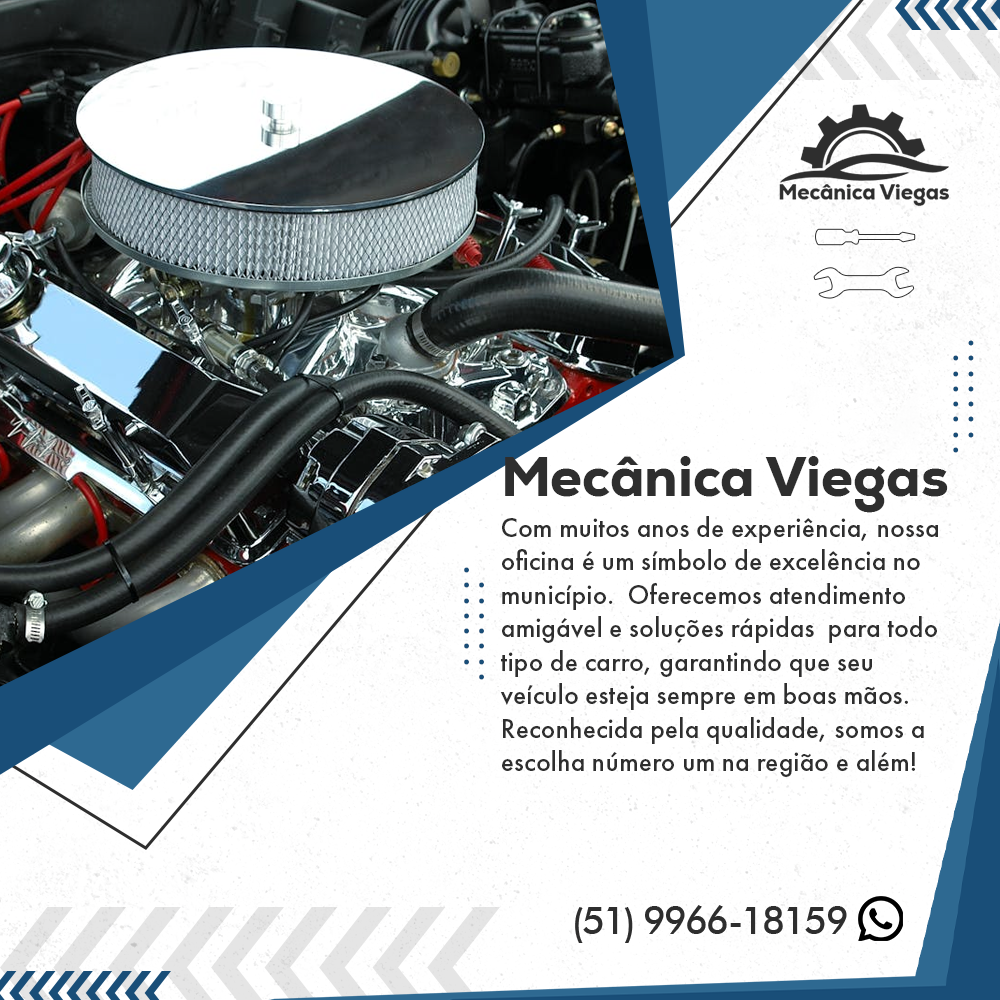 Mecânica Viegas
Mecânica Viegas
Com muitos anos de experiência, nossa
oficina é um símbolo de excelência no
município.  Oferecemos atendimento
amigável e soluções rápidas  para todo
tipo de carro, garantindo que seu
veículo esteja sempre em boas mãos.
Reconhecida pela qualidade, somos a
escolha número um na região e além!
(51) 9966-18159